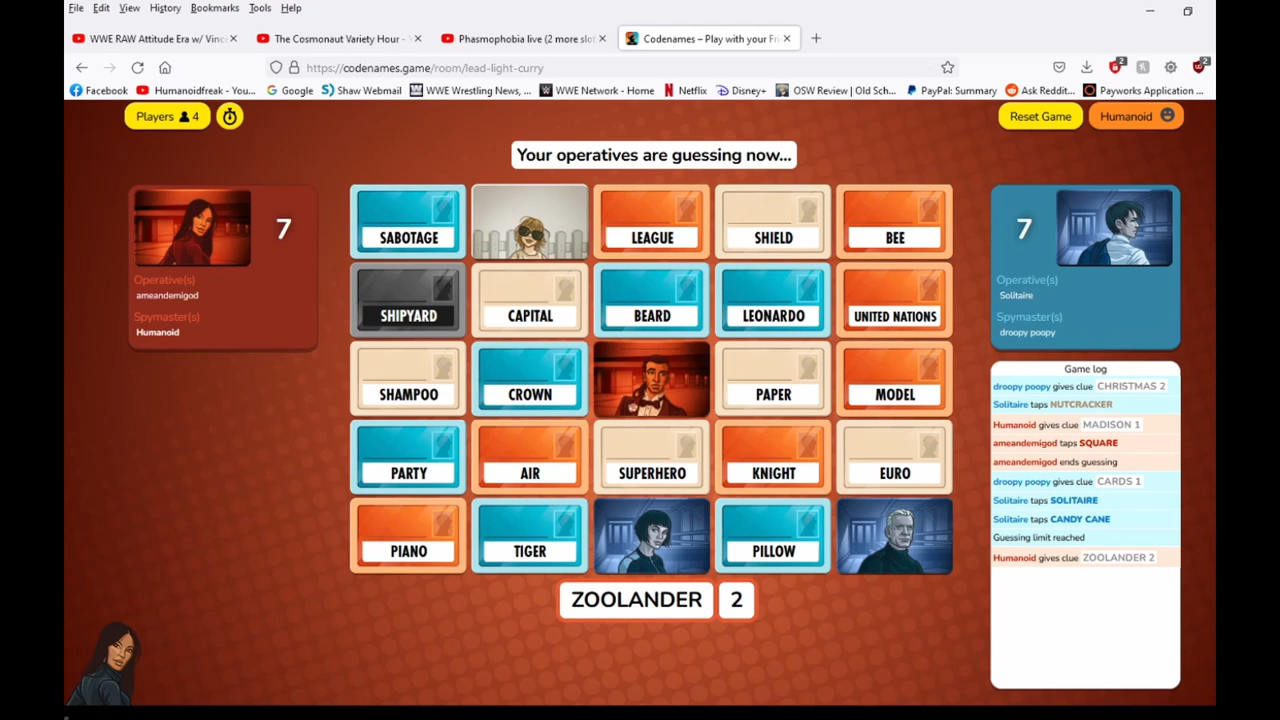 File Edit View History Bookmarks Tools Help
WWE RAW Attitude Era w/ Vinc
The Cosmonaut Variety Hour -
Phasmophobia live (2 more slot
Codenames – Play with your Fri
https://codenames.game/room/lead-light-curry
2
2
Facebook Humanoidfreak - You... Google Shaw Webmail WWE Wrestling News, ... WWE Network - Home Netflix Disney+ OSW Review | Old Sch... PayPal: Summary Ask Reddit... Payworks Application ...
Players 4
Reset Game
Humanoid
Your operatives are guessing now...
7
Operative(s)
ameandemigod
Spymaster(s)
Humanoid
SABOTAGE LEAGUE SHIELD BEE
SHIPYARD CAPITAL BEARD LEONARDO UNITED NATIONS
SHAMPOO CROWN PAPER MODEL
PARTY AIR SUPERHERO KNIGHT EURO
PIANO TIGER PILLOW
ZOOLANDER 2
7
Operative(s)
Solitaire
Spymaster(s)
droopy poopy
Game log
droopy poopy gives clue CHRISTMAS 2
Solitaire taps NUTCRACKER
Humanoid gives clue MADISON 1
ameandemigod taps SQUARE
ameandemigod ends guessing
droopy poopy gives clue CARDS 1
Solitaire taps SOLITAIRE
Solitaire taps CANDY CANE
Guessing limit reached
Humanoid gives clue ZOOLANDER 2